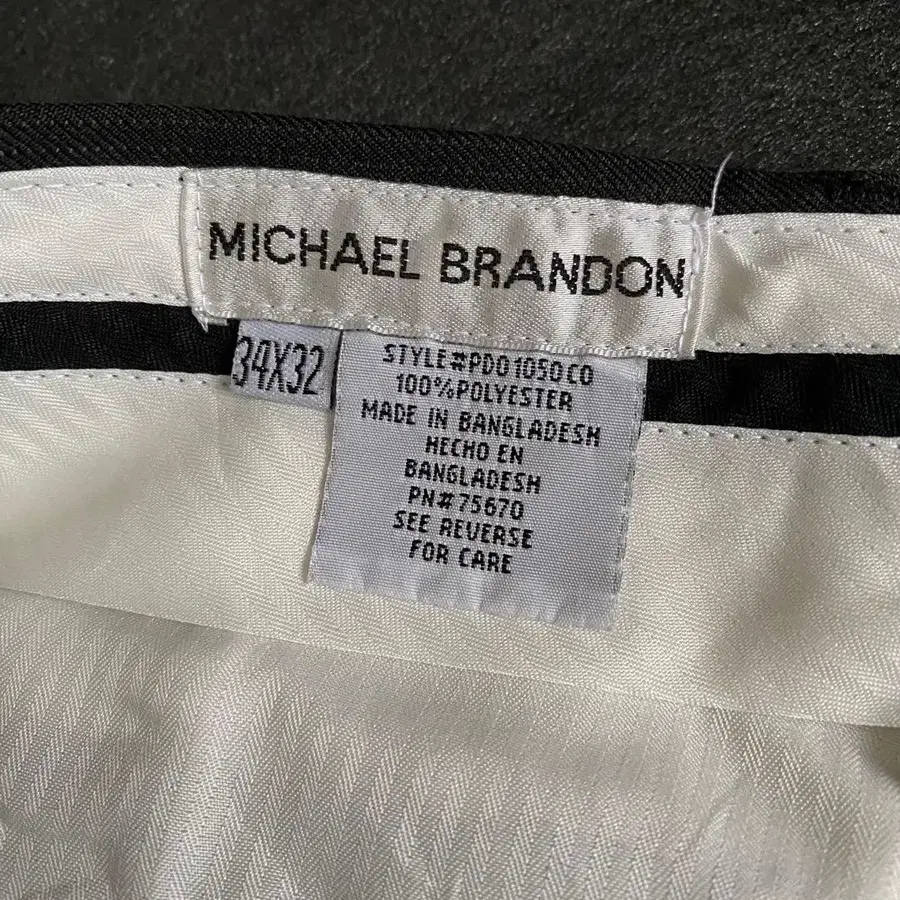 MICHAEL BRANDON
34X32
STYLE#PD01050CO
100%POLYESTER
MADE IN BANGLADESH
HECHO EN
BANGLADESH
PN#75670
SEE REVERSE
FOR CARE